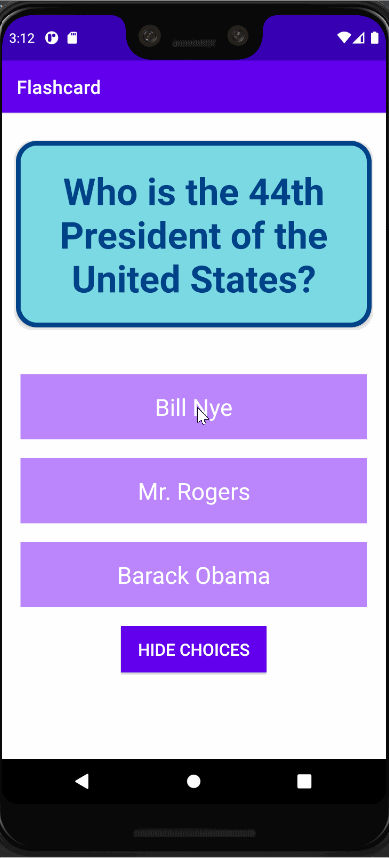 3:12
Flashcard
Who is the 44th
President of the
United States?
Bill Nye
Mr. Rogers
Barack Obama
HIDE CHOICES